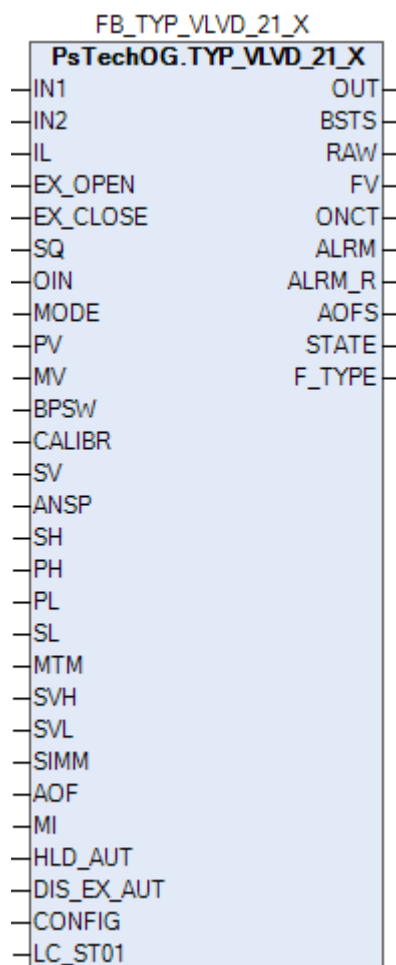 FB_TYP_VLVD_21_X
PsTechOG.TYP_VLVD_21_X
IN1 OUT
IN2 BSTS
IL RAW
EX_OPEN FV
EX_CLOSE ONCT
SQ ALRM
OIN ALRM_R
MODE AOFS
PV STATE
MV F_TYPE
BPSW
CALIBR
SV
ANSP
SH
PH
PL
SL
MTM
SVH
SVL
SIMM
AOF
MI
HLD_AUT
DIS_EX_AUT
CONFIG
LC_ST01